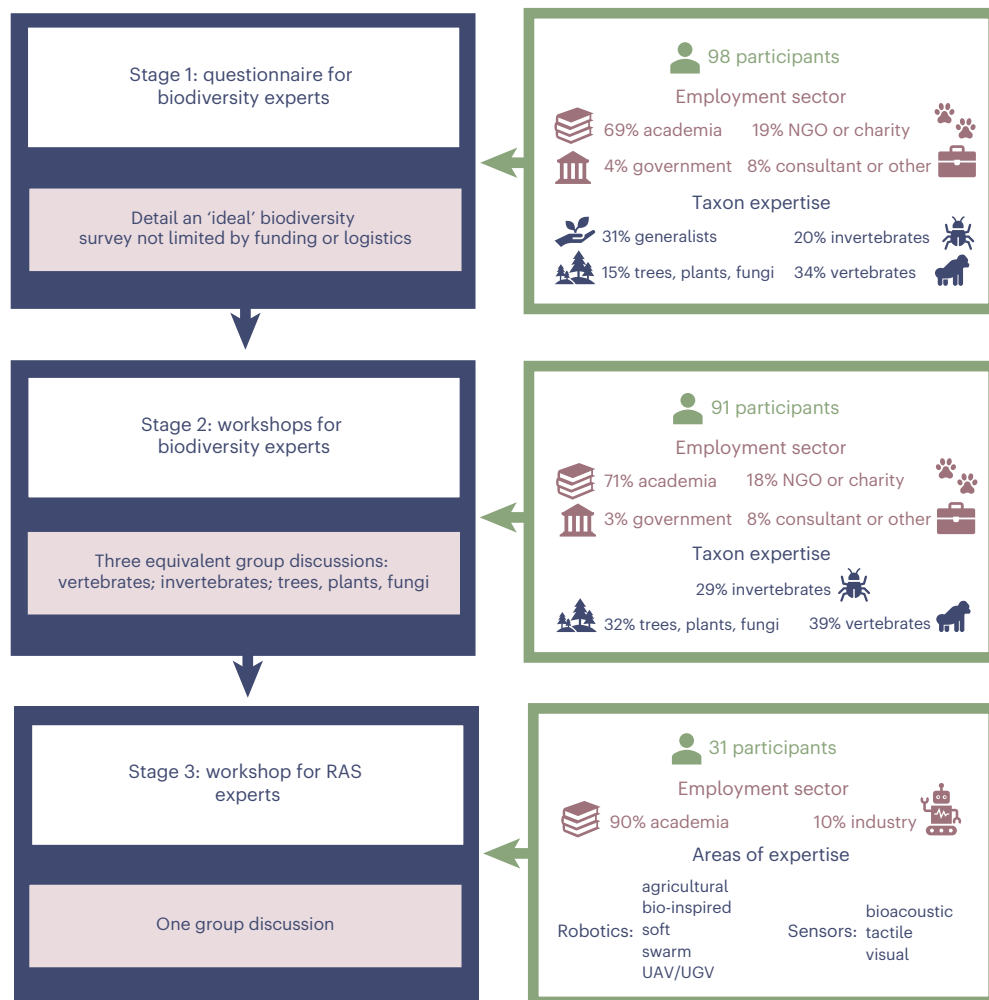 Stage 1: questionnaire for
biodiversity experts
Detail an ‘ideal’ biodiversity
survey not limited by funding or logistics
98 participants
Employment sector
69% academia
19% NGO or charity
4% government
8% consultant or other
Taxon expertise
31% generalists
20% invertebrates
15% trees, plants, fungi
34% vertebrates
Stage 2: workshops for
biodiversity experts
Three equivalent group discussions:
vertebrates; invertebrates; trees, plants, fungi
91 participants
Employment sector
71% academia
18% NGO or charity
3% government
8% consultant or other
Taxon expertise
29% invertebrates
32% trees, plants, fungi
39% vertebrates
Stage 3: workshop for RAS
experts
One group discussion
31 participants
Employment sector
90% academia
10% industry
Areas of expertise
Robotics:
agricultural
bio-inspired
soft
swarm
UAV/UGV
Sensors:
bioacoustic
tactile
visual